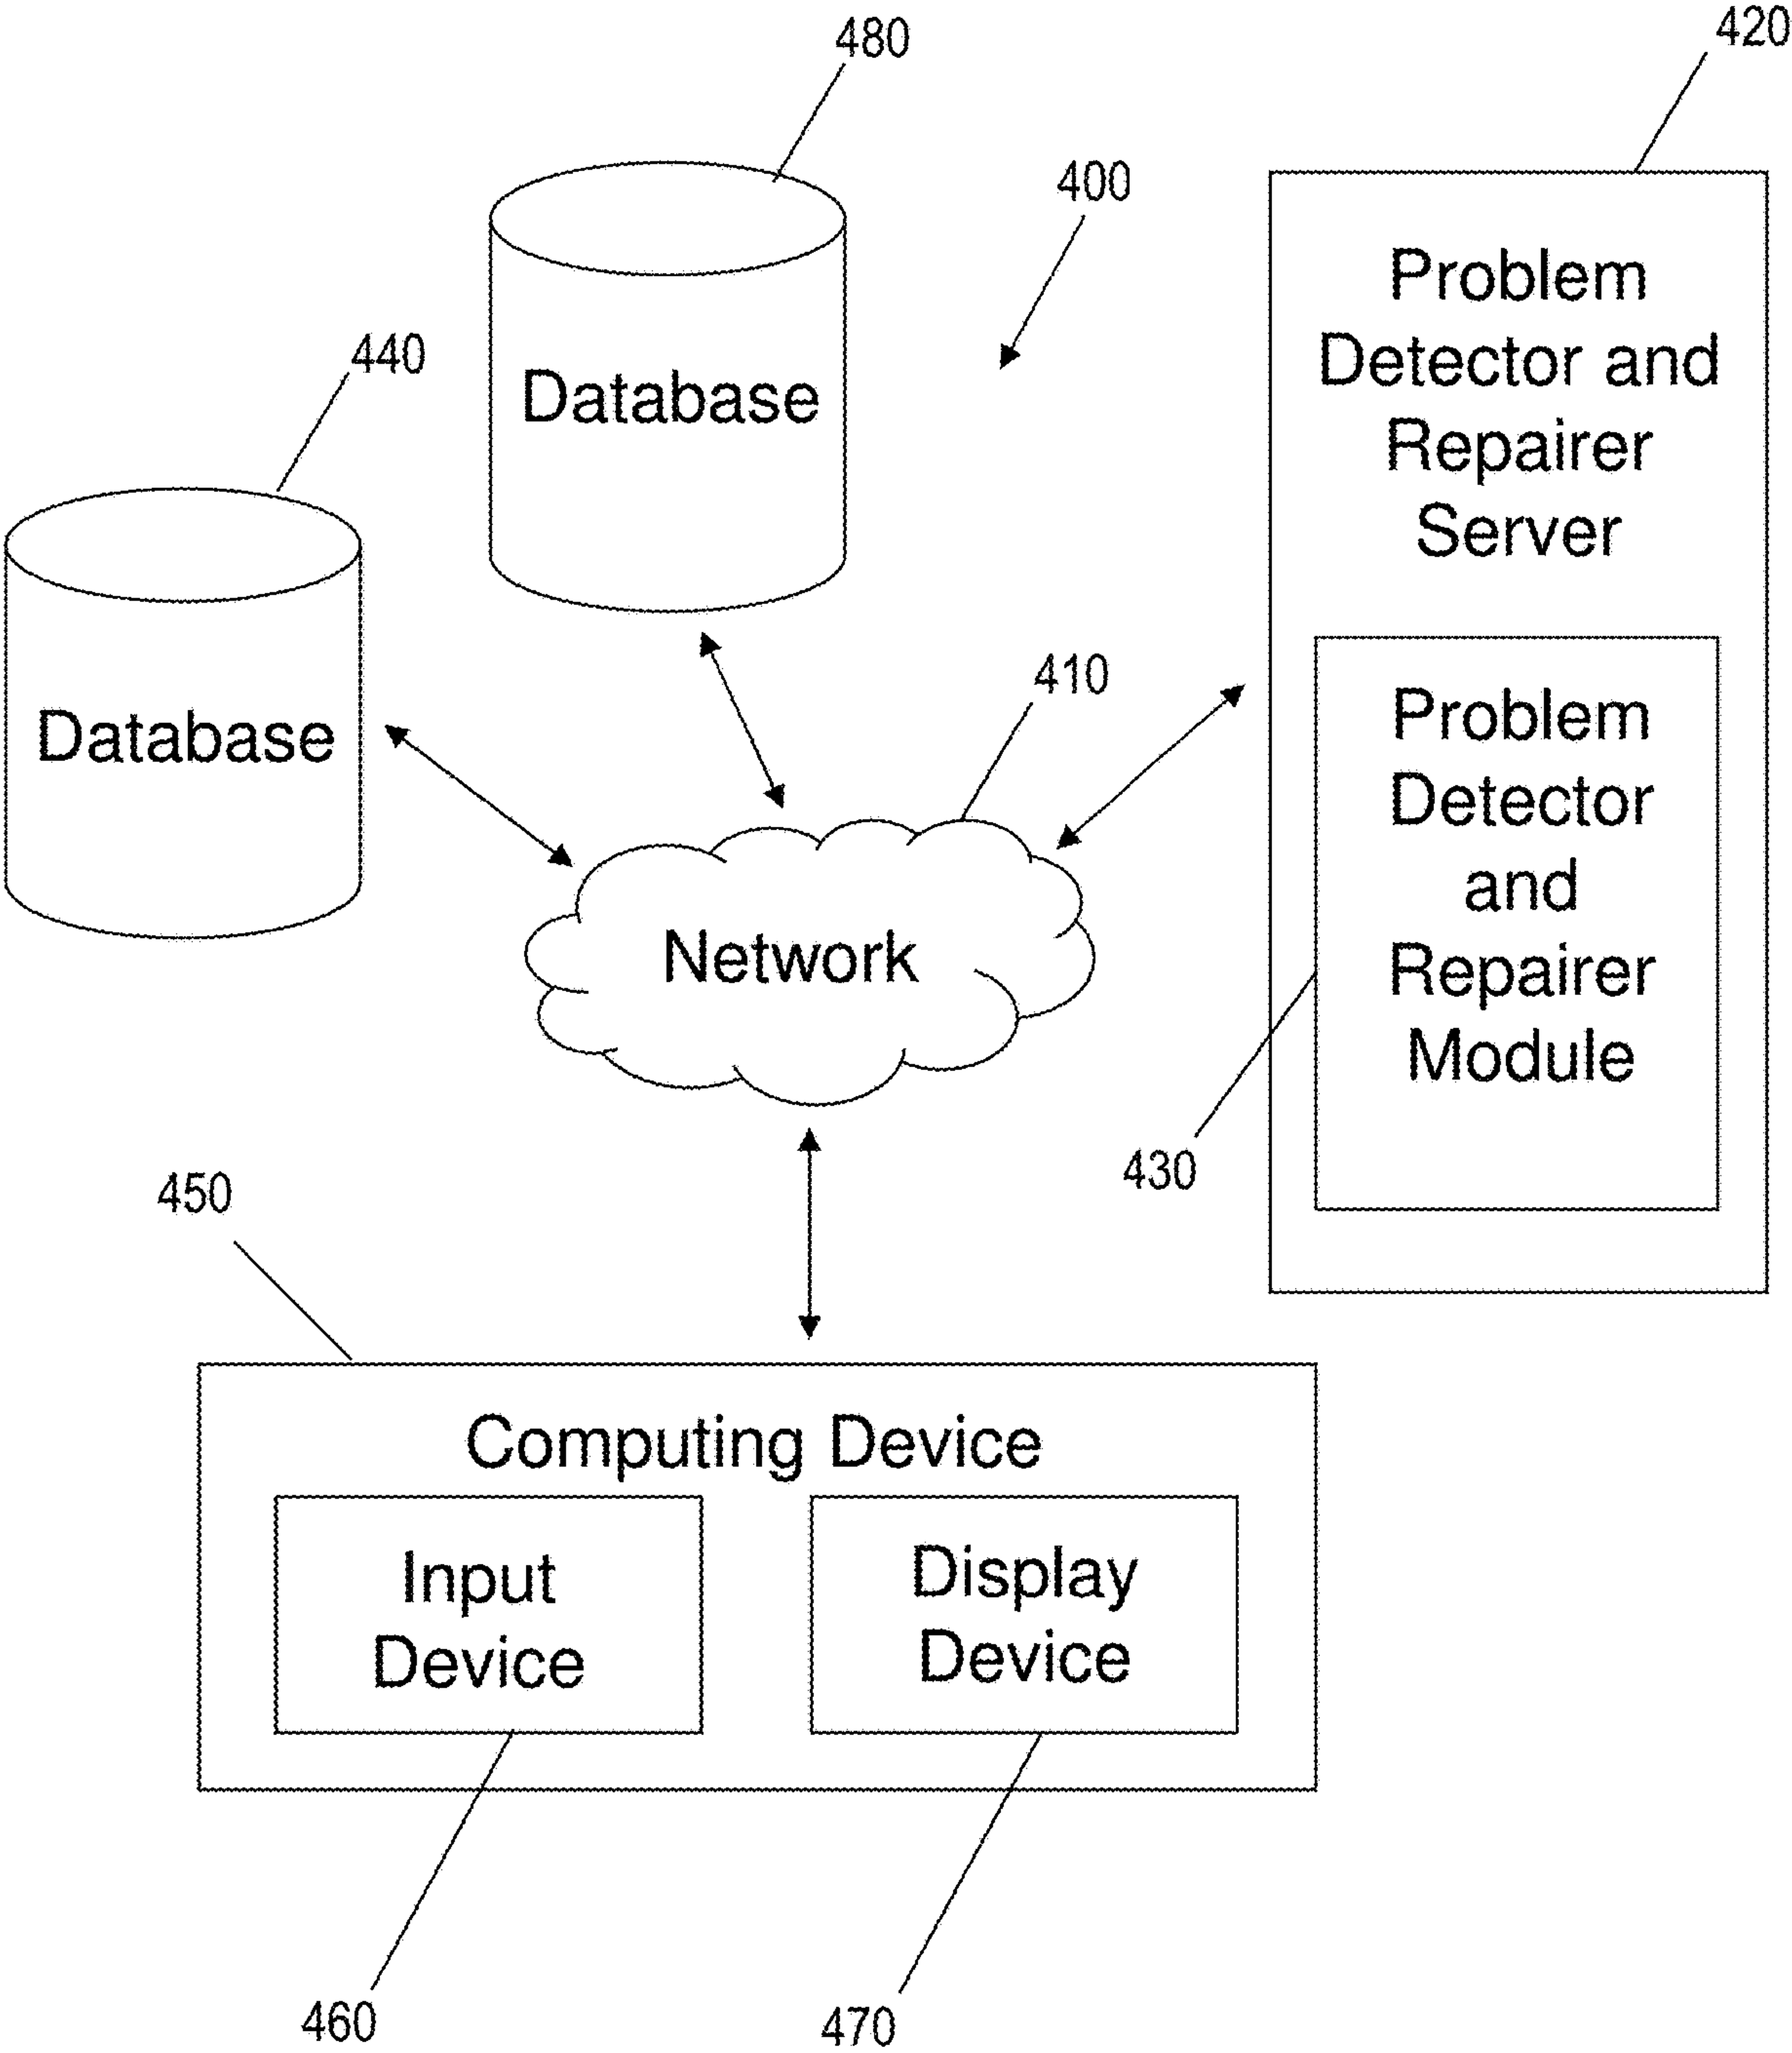 420
480
400
Problem
Detector and
Repairer
Server
440
Database
410
Problem
Detector
and
Repairer
Module
Database
Network
430
450
Computing Device
Input
Device
Display
Device
460
470